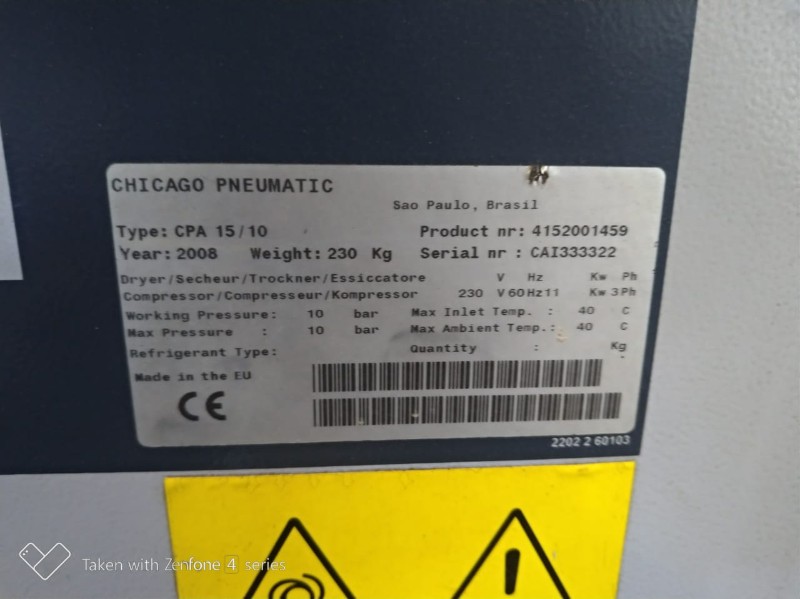 CHICAGO PNEUMATIC
Sao Paulo, Brasil
Type: CPA 15/10 Product nr: 4152001459
Year: 2008 Weight: 230 Kg Serial nr : CAI333322
Dryer/Secheur/Trockner/Essiccatore V Hz Kw Ph
Compressor/Compresseur/Kompressor 230 V 60 Hz 11 Kw 3 Ph
Working Pressure: 10 bar Max Inlet Temp. : 40 C
Max Pressure : 10 bar Max Ambient Temp.: 40 C
Refrigerant Type: Quantity : Kg
Made in the EU
CE
2202 2 60103
Taken with Zenfone 4 series